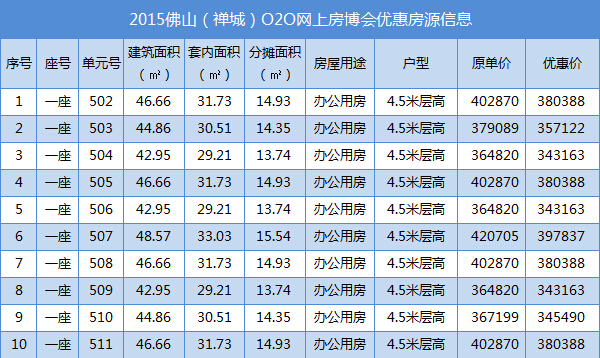 2015佛山（禅城）O2O网上房博会优惠房源信息
序号 座号 单元号 建筑面积（㎡） 套内面积（㎡） 分摊面积（㎡） 房屋用途 户型 原单价 优惠价
1 一座 502 46.66 31.73 14.93 办公用房 4.5米层高 402870 380388
2 一座 503 44.86 30.51 14.35 办公用房 4.5米层高 379089 357122
3 一座 504 42.95 29.21 13.74 办公用房 4.5米层高 364820 343163
4 一座 505 46.66 31.73 14.93 办公用房 4.5米层高 402870 380388
5 一座 506 42.95 29.21 13.74 办公用房 4.5米层高 364820 343163
6 一座 507 48.57 33.03 15.54 办公用房 4.5米层高 420705 397837
7 一座 508 46.66 31.73 14.93 办公用房 4.5米层高 402870 380388
8 一座 509 42.95 29.21 13.74 办公用房 4.5米层高 364820 343163
9 一座 510 44.86 30.51 14.35 办公用房 4.5米层高 367199 345490
10 一座 511 46.66 31.73 14.93 办公用房 4.5米层高 402870 380388